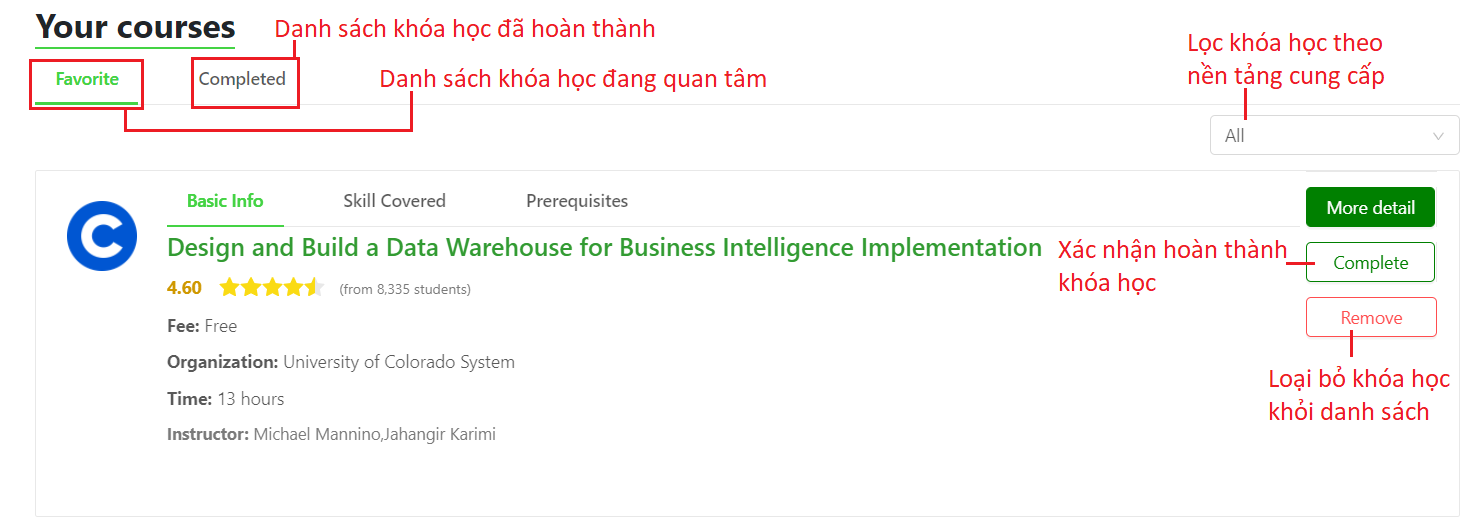 Your courses
Danh sách khóa học đã hoàn thành
Favorite
Completed
Danh sách khóa học đang quan tâm
Lọc khóa học theo
nền tảng cung cấp
All
Basic Info
Skill Covered
Prerequisites
More detail
Design and Build a Data Warehouse for Business Intelligence Implementation
Xác nhận hoàn thành
khóa học
Complete
4.60
(from 8,335 students)
Remove
Fee: Free
Organization: University of Colorado System
Loại bỏ khóa học
khỏi danh sách
Time: 13 hours
Instructor: Michael Mannino,Jahangir Karimi